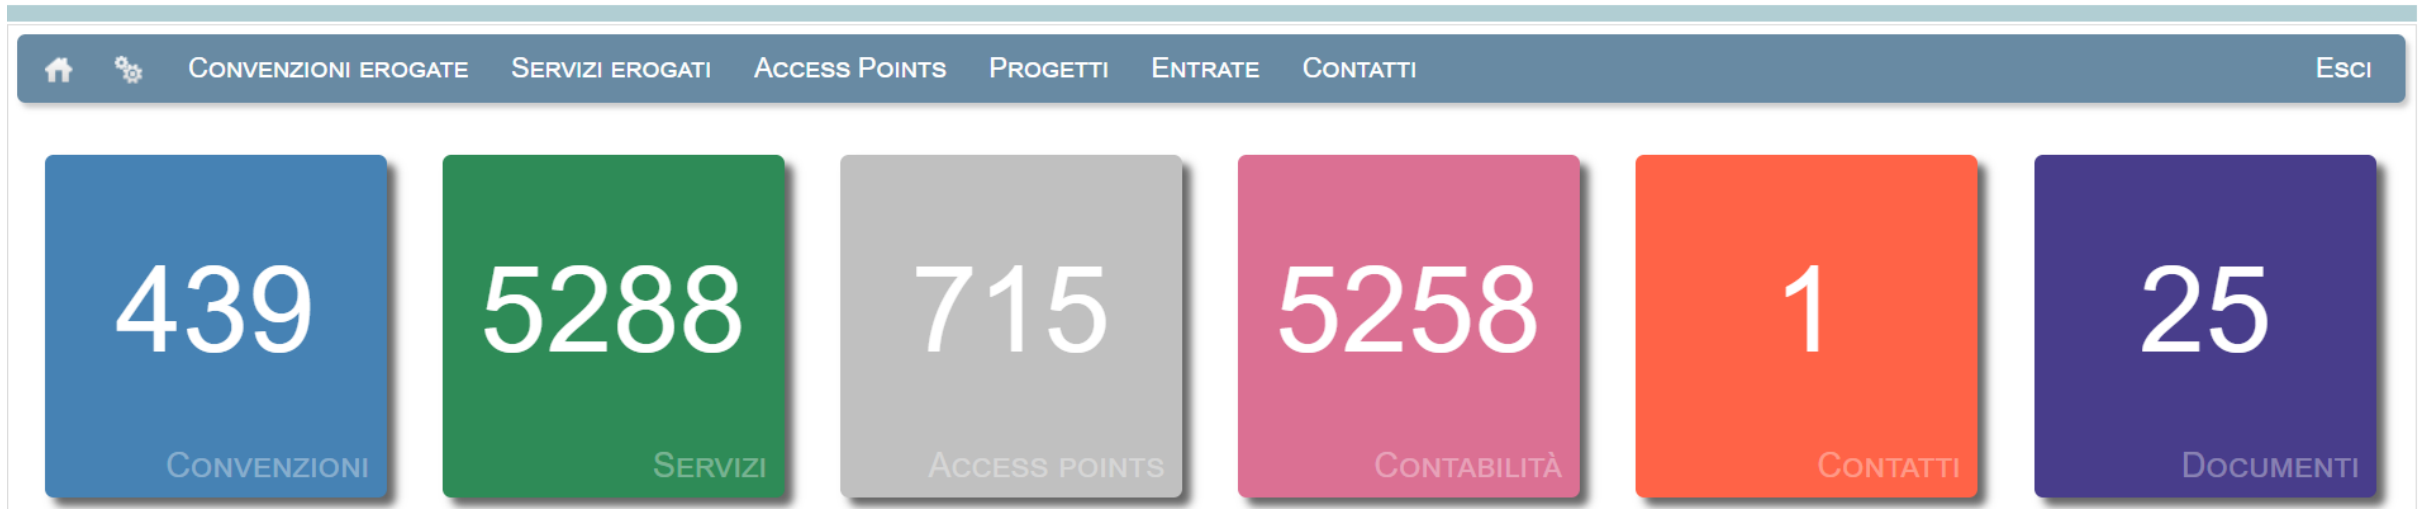 Convenzioni erogate Servizi erogati Access Points Progetti Entrate Contatti Esci
439 5288 715 5258 1 25
Convenzioni Servizi Access points Contabilità Contatti Documenti